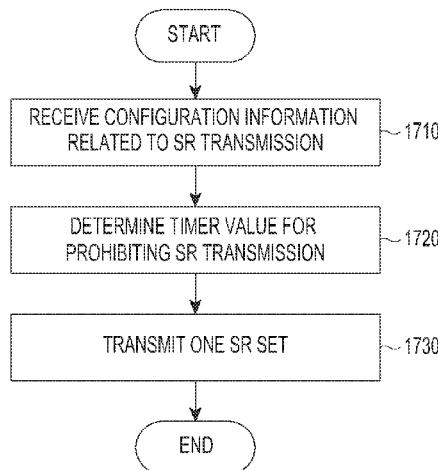 START
RECEIVE CONFIGURATION INFORMATION
RELATED TO SR TRANSMISSION
1710
DETERMINE TIMER VALUE FOR
PROHIBITING SR TRANSMISSION
1720
TRANSMIT ONE SR SET
1730
END